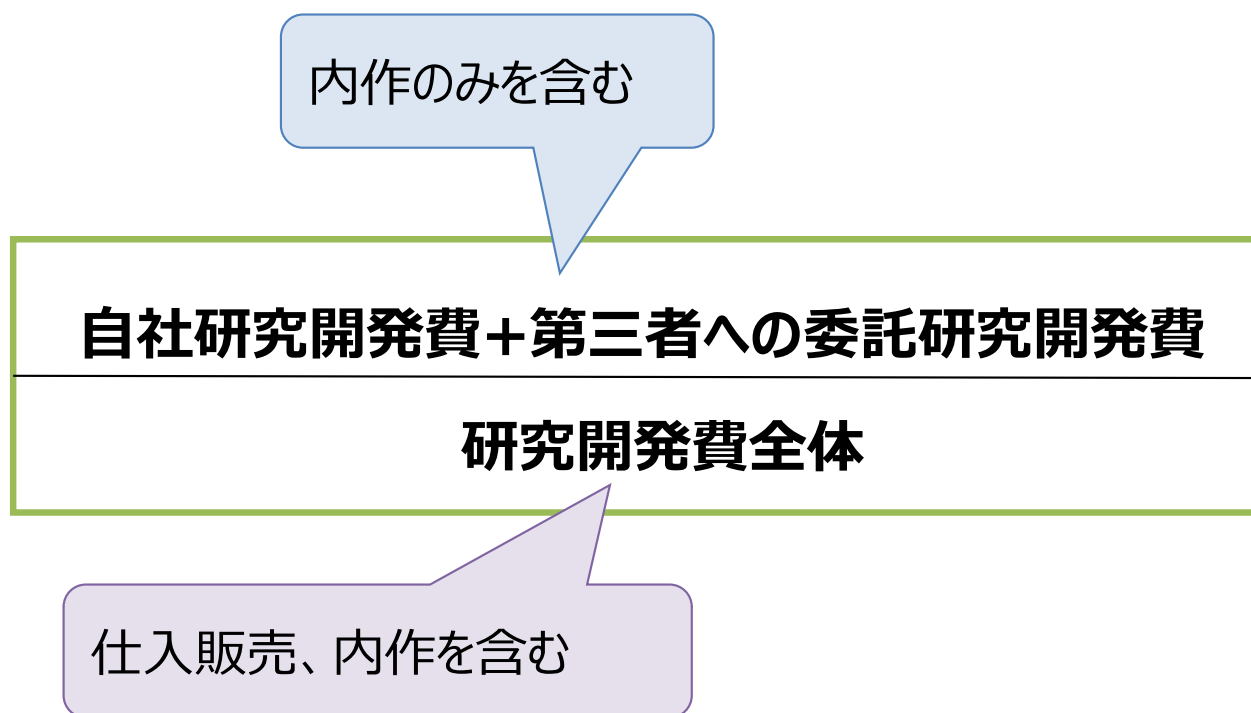 内作のみを含む
自社研究開発費+第三者への委託研究開発費
研究開発費全体
仕入販売、内作を含む